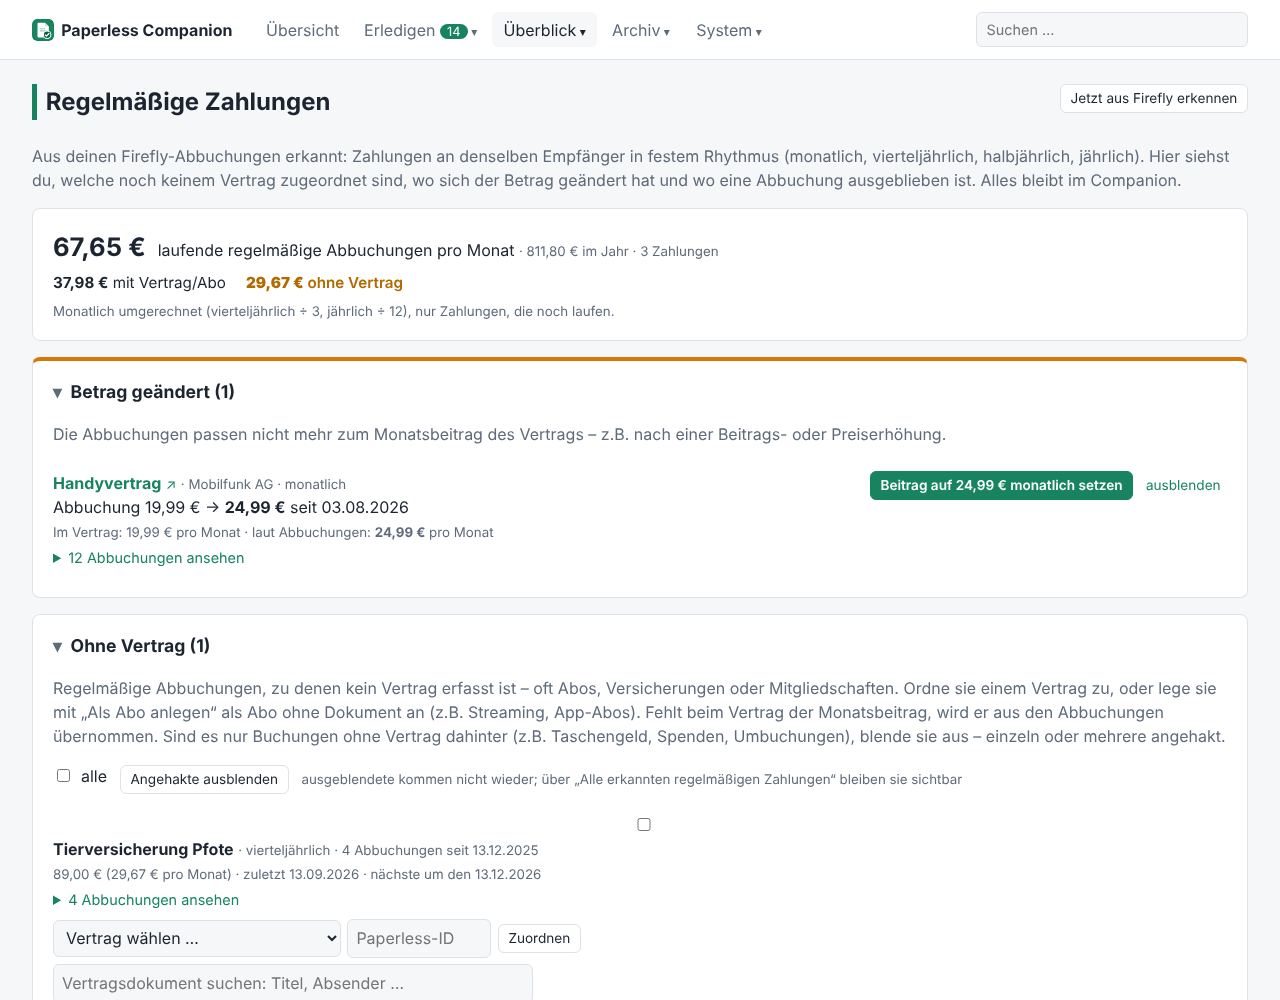 Paperless Companion Übersicht Erledigen 14 ▾ Überblick ▾ Archiv ▾ System ▾ Suchen ...
Regelmäßige Zahlungen Jetzt aus Firefly erkennen
Aus deinen Firefly-Abbuchungen erkannt: Zahlungen an denselben Empfänger in festem Rhythmus (monatlich, vierteljährlich, halbjährlich, jährlich). Hier siehst
du, welche noch keinem Vertrag zugeordnet sind, wo sich der Betrag geändert hat und wo eine Abbuchung ausgeblieben ist. Alles bleibt im Companion.
67,65 € laufende regelmäßige Abbuchungen pro Monat · 811,80 € im Jahr · 3 Zahlungen
37,98 € mit Vertrag/Abo 29,67 € ohne Vertrag
Monatlich umgerechnet (vierteljährlich ÷ 3, jährlich ÷ 12), nur Zahlungen, die noch laufen.
▼ Betrag geändert (1)
Die Abbuchungen passen nicht mehr zum Monatsbeitrag des Vertrags – z.B. nach einer Beitrags- oder Preiserhöhung.
Handyvertrag ↗ · Mobilfunk AG · monatlich Beitrag auf 24,99 € monatlich setzen ausblenden
Abbuchung 19,99 € → 24,99 € seit 03.08.2026
Im Vertrag: 19,99 € pro Monat · laut Abbuchungen: 24,99 € pro Monat
▶ 12 Abbuchungen ansehen
▼ Ohne Vertrag (1)
Regelmäßige Abbuchungen, zu denen kein Vertrag erfasst ist – oft Abos, Versicherungen oder Mitgliedschaften. Ordne sie einem Vertrag zu, oder lege sie
mit „Als Abo anlegen“ als Abo ohne Dokument an (z.B. Streaming, App-Abos). Fehlt beim Vertrag der Monatsbeitrag, wird er aus den Abbuchungen
übernommen. Sind es nur Buchungen ohne Vertrag dahinter (z.B. Taschengeld, Spenden, Umbuchungen), blende sie aus – einzeln oder mehrere angehakt.
alle Angehakte ausblenden ausgeblendete kommen nicht wieder; über „Alle erkannten regelmäßigen Zahlungen“ bleiben sie sichtbar
Tierversicherung Pfote · vierteljährlich · 4 Abbuchungen seit 13.12.2025
89,00 € (29,67 € pro Monat) · zuletzt 13.09.2026 · nächste um den 13.12.2026
▶ 4 Abbuchungen ansehen
Vertrag wählen ... Paperless-ID Zuordnen
Vertragsdokument suchen: Titel, Absender ...